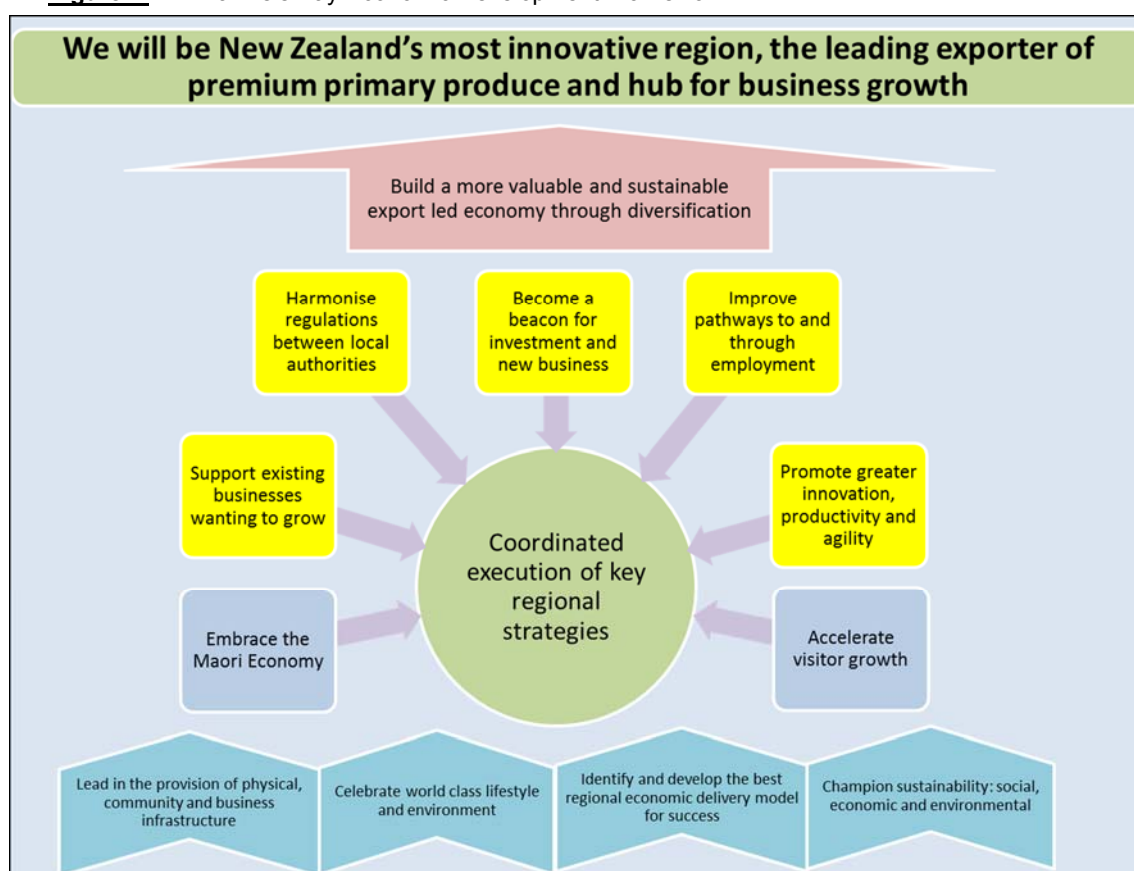 We will be New Zealand's most innovative region, the leading exporter of
premium primary produce and hub for business growth
Build a more valuable and sustainable
export led economy through diversification
Harmonise
regulations
between local
authorities
Become a
beacon for
investment and
new business
Improve
pathways to and
through
employment
Support existing
businesses
wanting to grow
Promote greater
innovation,
productivity and
agility
Coordinated
execution of key
regional
strategies
Embrace the
Maori Economy
Accelerate
visitor growth
Lead in the provision of physical,
community and business
infrastructure
Celebrate world class lifestyle
and environment
Identify and develop the best
regional economic delivery model
for success
Champion sustainability: social,
economic and environmental